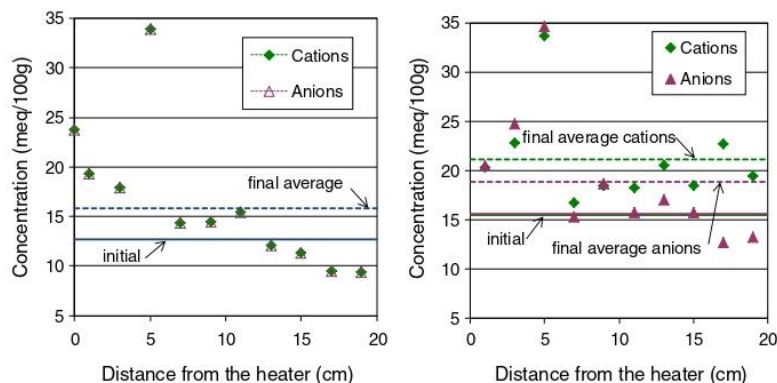 Concentration (meq/100g)
35
30
25
20
15
10
5
0
5
10
15
20
Distance from the heater (cm)
Cations
Anions
final average
initial
Concentration (meq/100g)
35
30
25
20
15
10
5
0
5
10
15
20
Distance from the heater (cm)
Cations
Anions
final average cations
initial
final average anions